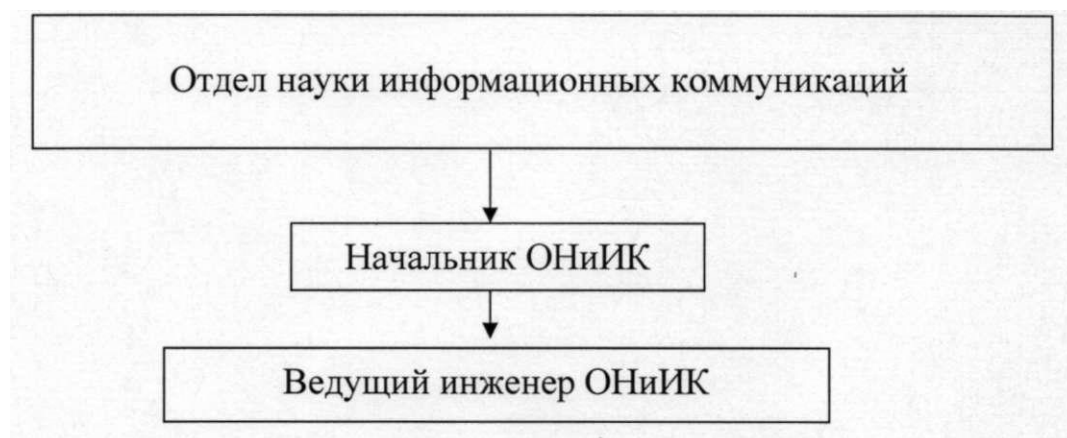 Отдел науки информационных коммуникаций
Начальник ОНиИК
Ведущий инженер ОНиИК